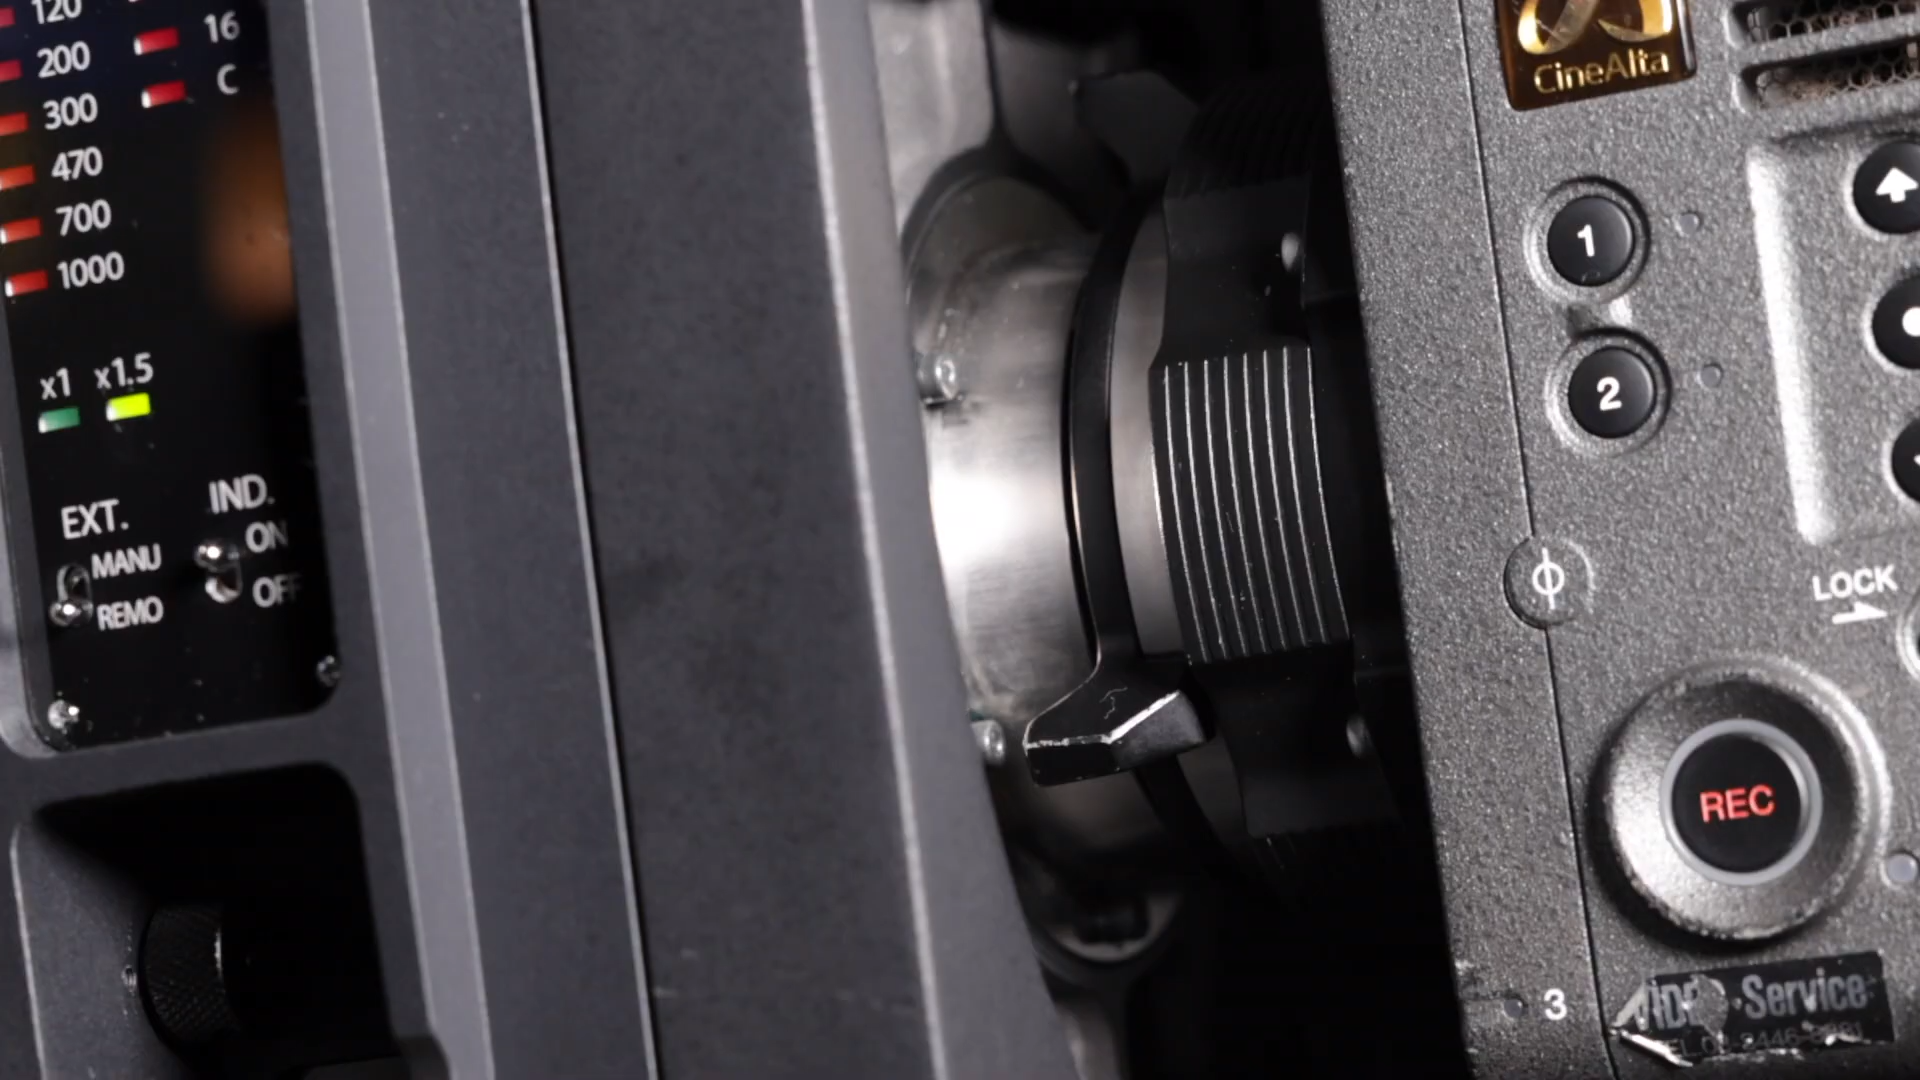 120
200
300
470
700
1000
16
C
x1 x1.5
EXT.
MANU
REMO
IND.
ON
OFF
CineAlta
1
2
LOCK
REC
3
Service